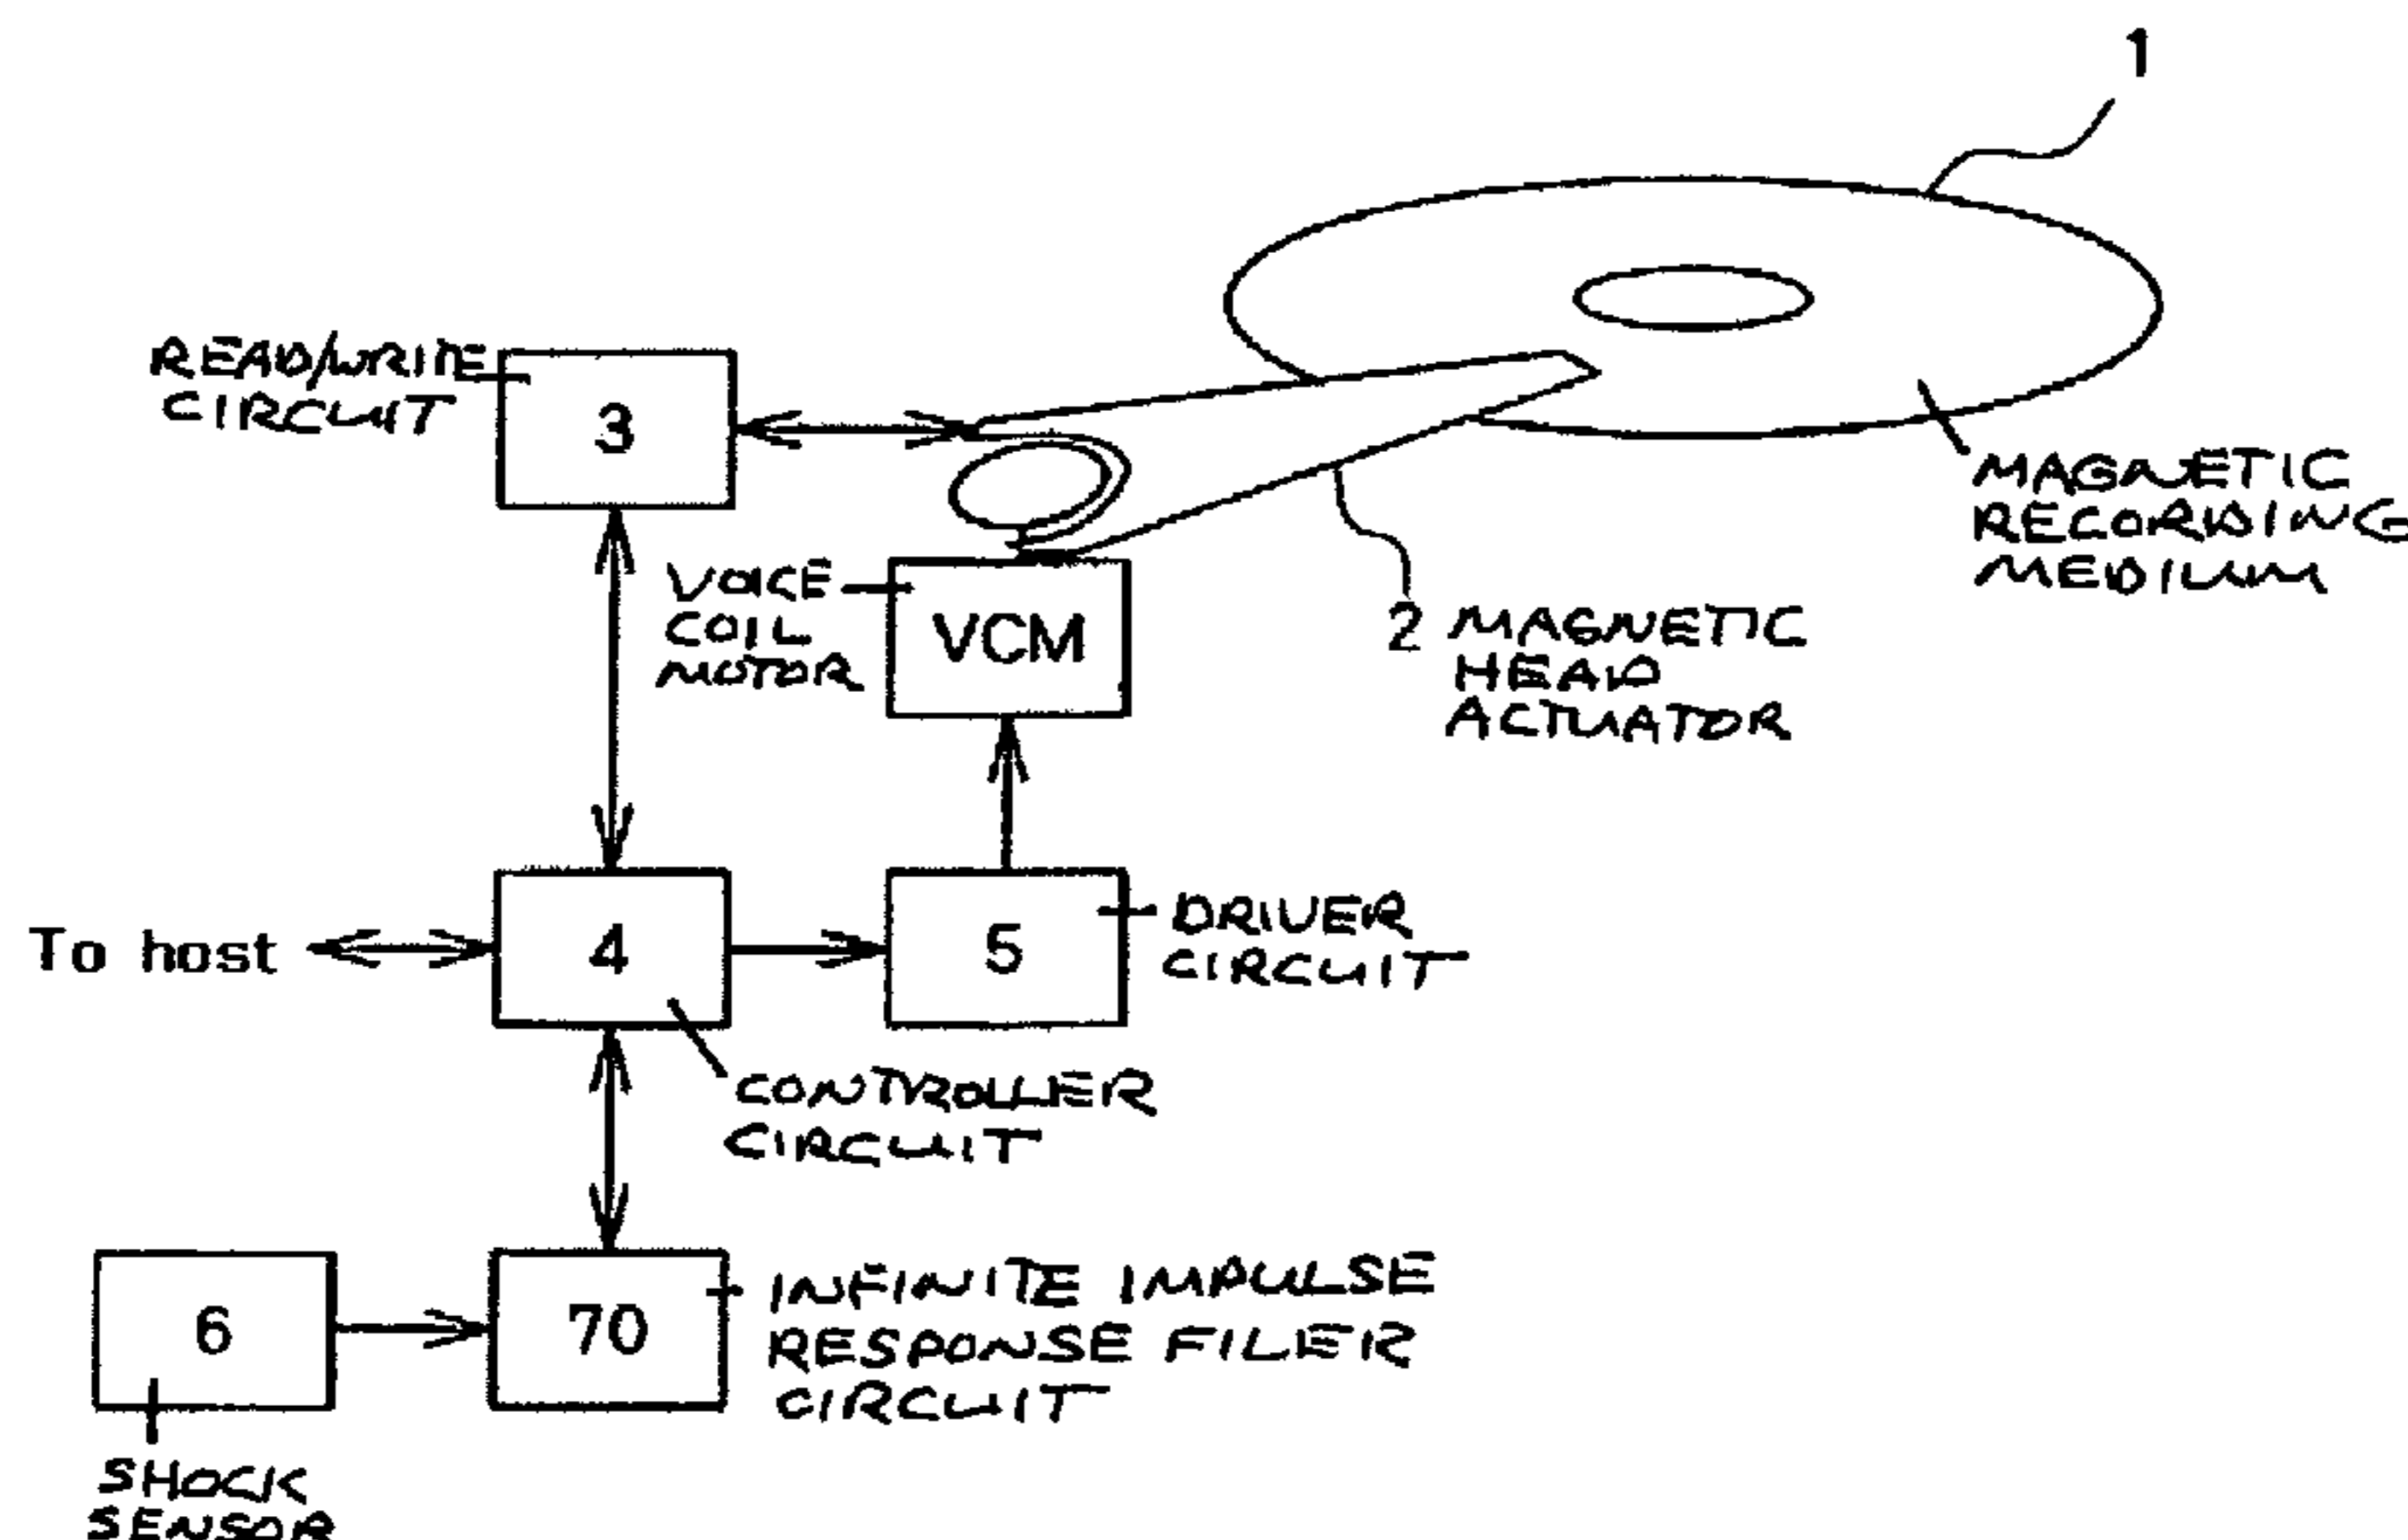 1
READ/WRITE
CIRCUIT
3
MAGNETIC
RECORDING
MEDIUM
VOICE
COIL
MOTOR
VCM
2 MAGNETIC
HEAD
ACTUATOR
To host
4
5
DRIVER
CIRCUIT
CONTROLLER
CIRCUIT
6
70
INFINITE IMPULSE
RESPONSE FILER
CIRCUIT
SHOCK
SENSOR